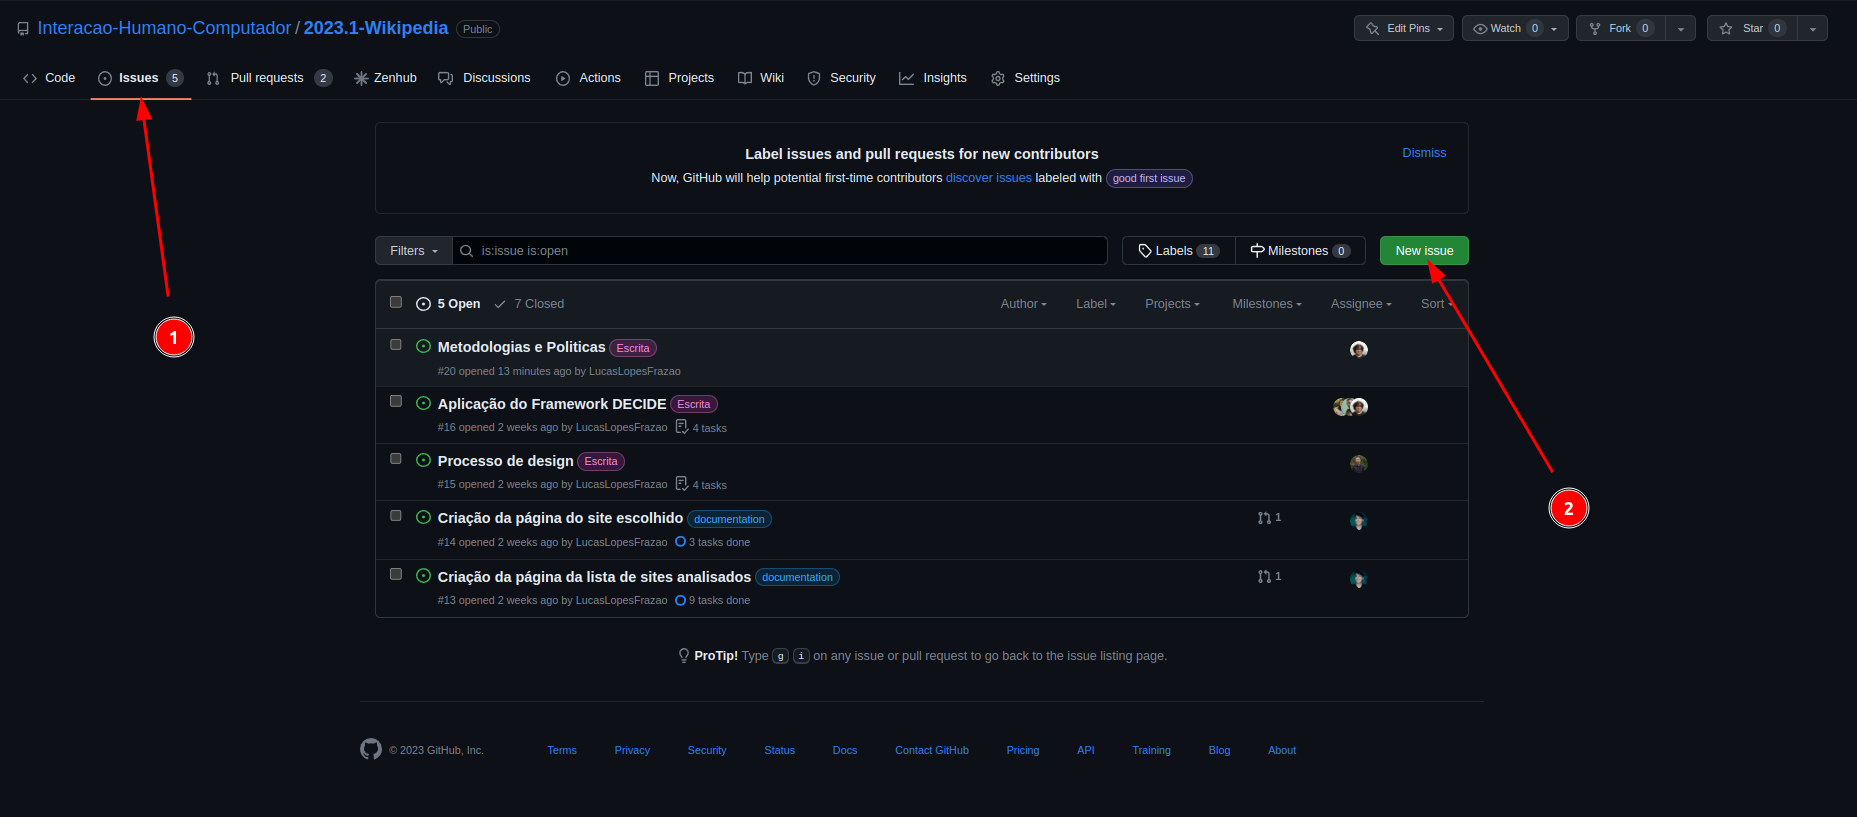 Interacao-Humano-Computador / 2023.1-Wikipedia Public Edit Pins Watch 0 Fork 0 Star 0
Code Issues 5 Pull requests 2 Zenhub Discussions Actions Projects Wiki Security Insights Settings
Label issues and pull requests for new contributors
Dismiss
Now, GitHub will help potential first-time contributors discover issues labeled with good first issue
Filters is:issue is:open Labels 11 Milestones 0 New issue
5 Open 7 Closed Author Label Projects Milestones Assignee Sort
1
Metodologias e Politicas Escrita
#20 opened 13 minutes ago by LucasLopesFrazao
Aplicação do Framework DECIDE Escrita
#16 opened 2 weeks ago by LucasLopesFrazao 4 tasks
Processo de design Escrita
#15 opened 2 weeks ago by LucasLopesFrazao 4 tasks
2
Criação da página do site escolhido documentation 1
#14 opened 2 weeks ago by LucasLopesFrazao 3 tasks done
Criação da página da lista de sites analisados documentation 1
#13 opened 2 weeks ago by LucasLopesFrazao 9 tasks done
ProTip! Type g i on any issue or pull request to go back to the issue listing page.
© 2023 GitHub, Inc. Terms Privacy Security Status Docs Contact GitHub Pricing API Training Blog About